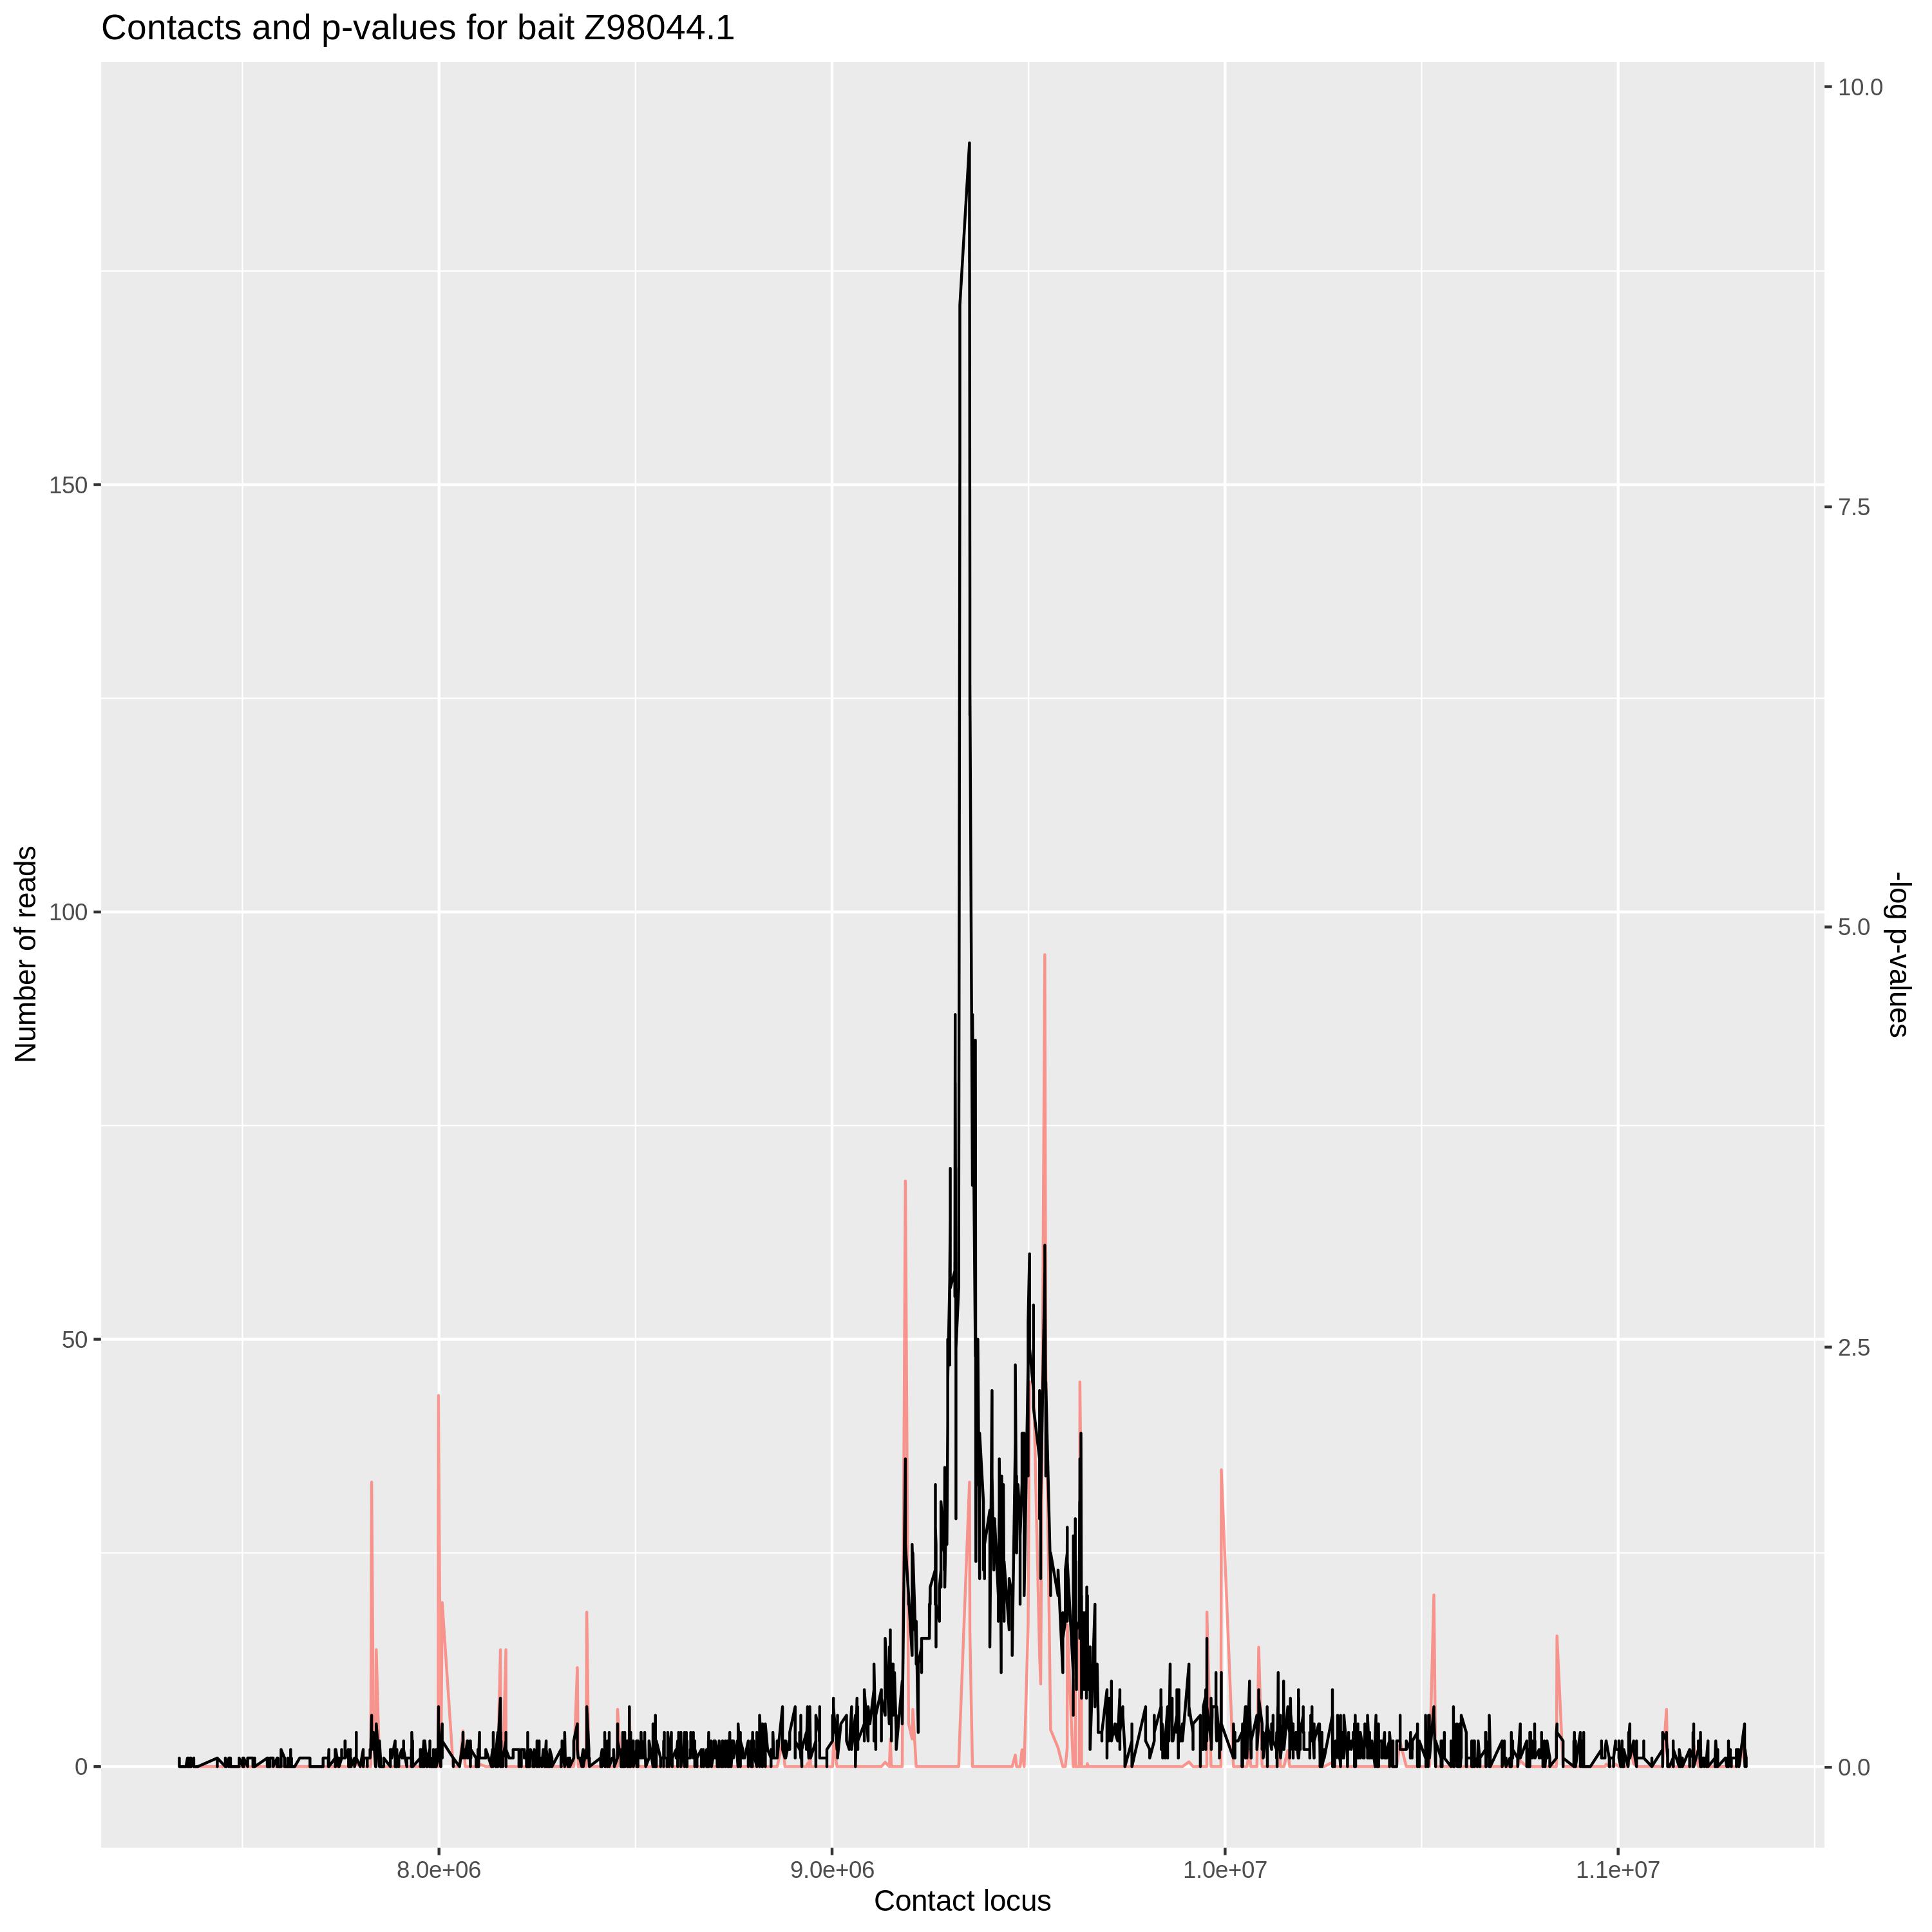 Contacts and p-values for bait Z98044.1
10.0
150
7.5
100
5.0
Number of reads
-log p-values
50
2.5
0
0.0
8.0e+06
9.0e+06
1.0e+07
1.1e+07
Contact locus